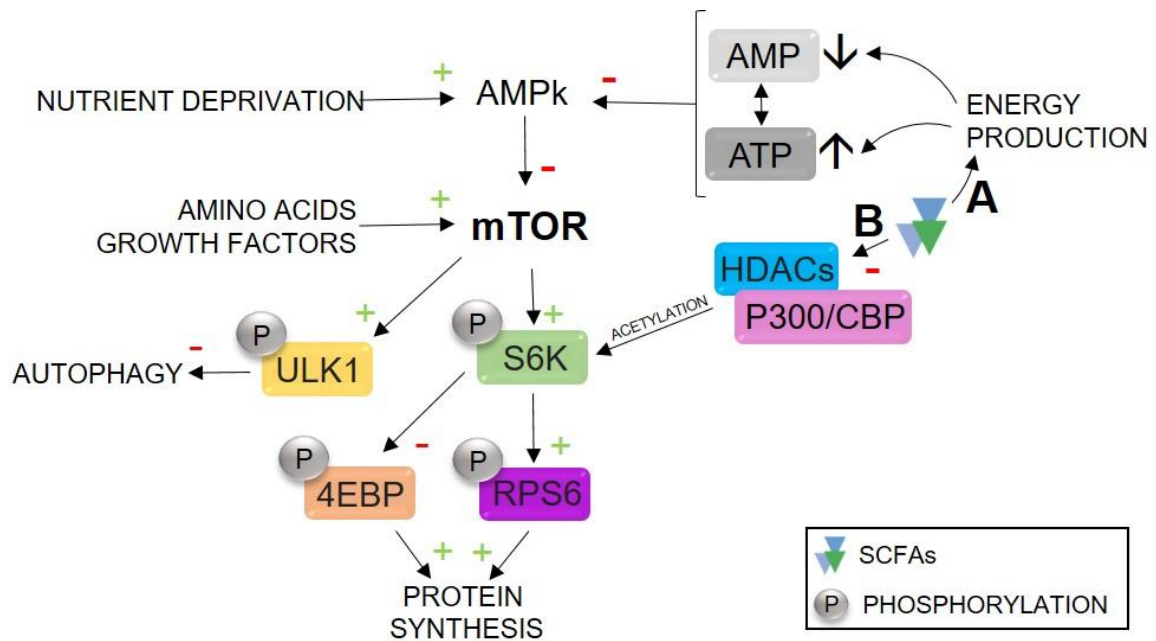 AMP ↓
NUTRIENT DEPRIVATION
+
AMPk
-
ENERGY
PRODUCTION
ATP ↑
-
AMINO ACIDS
GROWTH FACTORS
+
mTOR
A
B
HDACs
-
P300/CBP
ACETYLATION
+
P
ULK1
+
P
S6K
-
AUTOPHAGY
P
4EBP
-
P
RPS6
+
+ +
PROTEIN
SYNTHESIS
SCFAs
P PHOSPHORYLATION